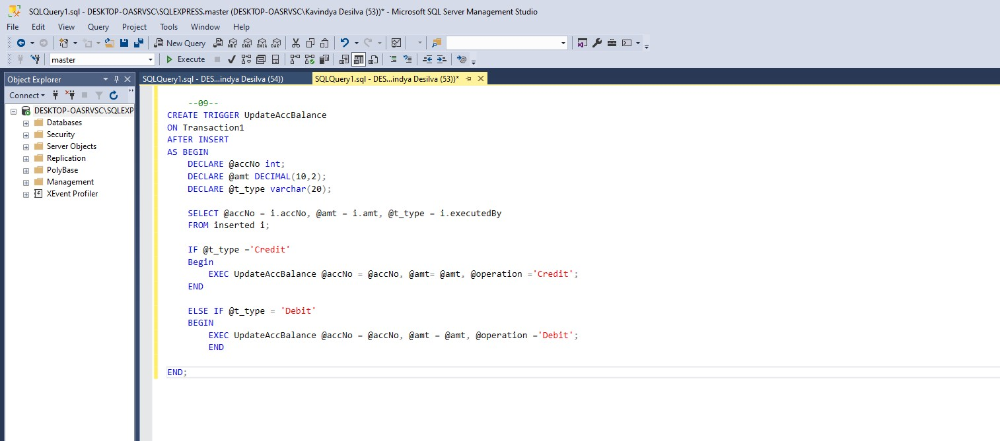 SQLQuery1.sql - DESKTOP-OASRVSC\SQLEXPRESS.master (DESKTOP-OASRVSC\Kavindya Desilva (53))* - Microsoft SQL Server Management Studio
File Edit View Query Project Tools Window Help
New Query MDX DMX XMLA DAX
master Execute
Object Explorer
SQLQuery1.sql - DES...indya Desilva (54))
SQLQuery1.sql - DES...indya Desilva (53))*
Connect
DESKTOP-OASRVSC\SQLEXP
Databases
Security
Server Objects
Replication
PolyBase
Management
XEvent Profiler
--09--
CREATE TRIGGER UpdateAccBalance
ON Transaction1
AFTER INSERT
AS BEGIN
DECLARE @accNo int;
DECLARE @amt DECIMAL(10,2);
DECLARE @t_type varchar(20);
SELECT @accNo = i.accNo, @amt = i.amt, @t_type = i.executedBy
FROM inserted i;
IF @t_type ='Credit'
Begin
EXEC UpdateAccBalance @accNo = @accNo, @amt= @amt, @operation ='Credit';
END
ELSE IF @t_type = 'Debit'
BEGIN
EXEC UpdateAccBalance @accNo = @accNo, @amt = @amt, @operation ='Debit';
END
END;